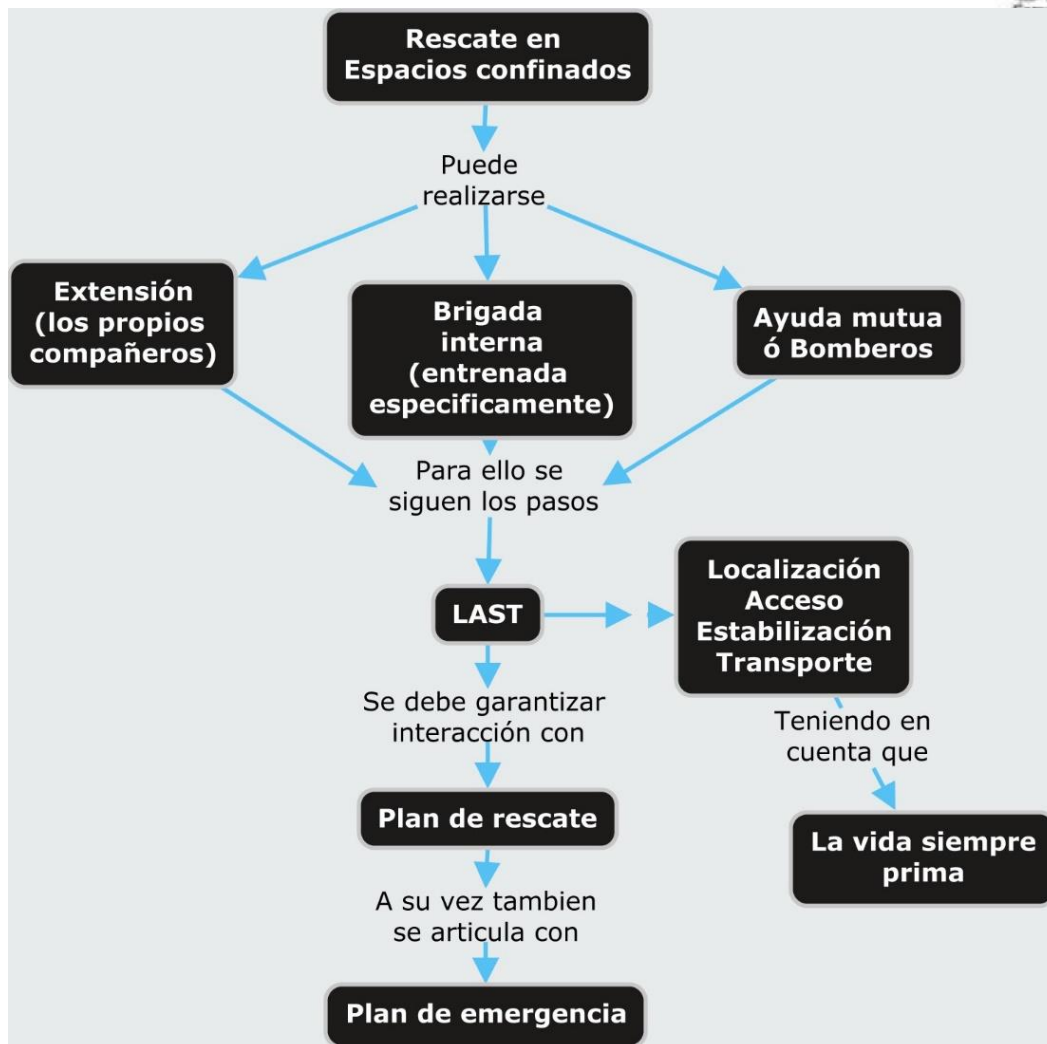 Rescate en
Espacios confinados
Puede
realizarse
Extensión
(los propios
compañeros)
Brigada
interna
(entrenada
especificamente)
Ayuda mutua
ó Bomberos
Para ello se
siguen los pasos
LAST
Localización
Acceso
Estabilización
Transporte
Se debe garantizar
interacción con
Teniendo en
cuenta que
Plan de rescate
La vida siempre
prima
A su vez tambien
se articula con
Plan de emergencia